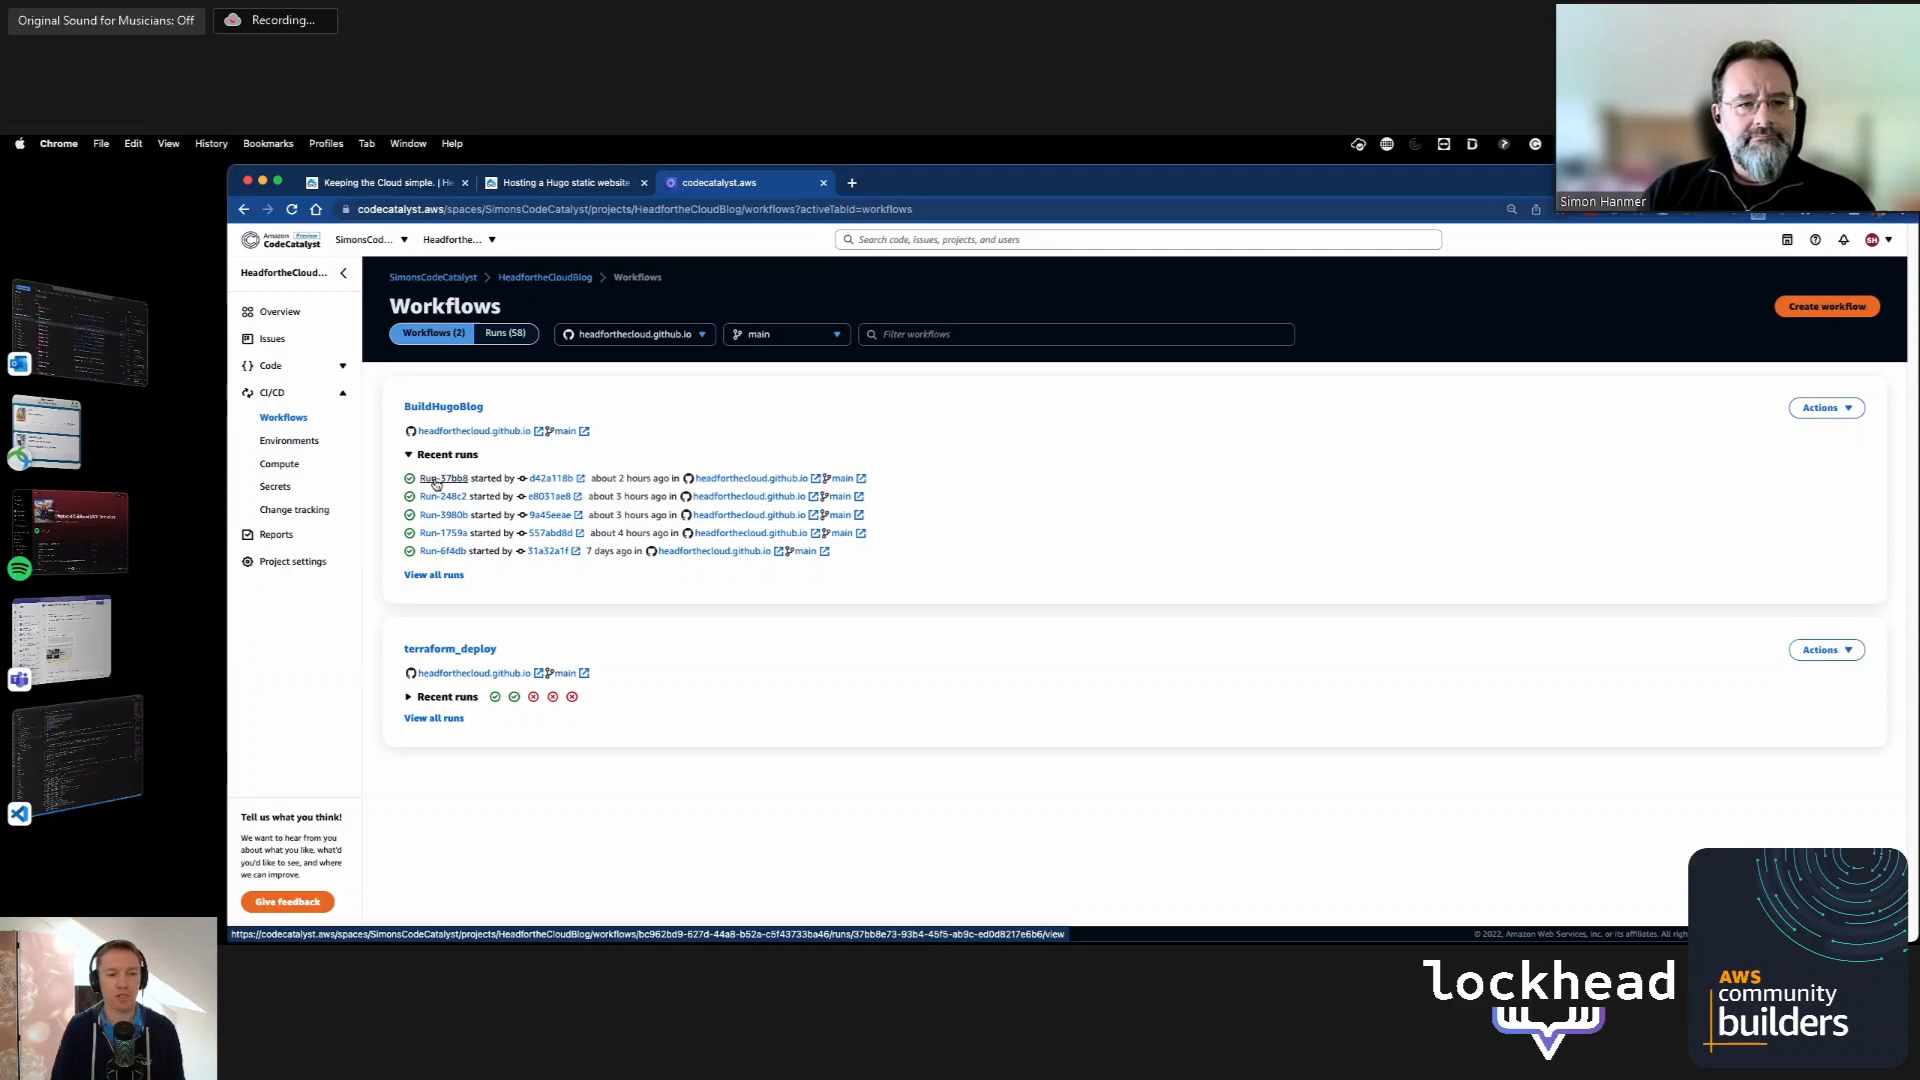 Original Sound for Musicians: Off
Recording...
Simon Hanmer
Chrome File Edit View History Bookmarks Profiles Tab Window Help
Keeping the Cloud simple. | He
Hosting a Hugo static website
codecatalyst.aws
codecatalyst.aws/spaces/SimonsCodeCatalyst/projects/HeadfortheCloudBlog/workflows?activeTabId=workflows
Amazon Preview
CodeCatalyst
SimonsCod...
Headforthe...
Search code, issues, projects, and users
SH
HeadfortheCloud...
Overview
Issues
Code
CI/CD
Workflows
Environments
Compute
Secrets
Change tracking
Reports
Project settings
Tell us what you think!
We want to hear from you
about what you like, what'd
you'd like to see, and where
we can improve.
Give feedback
SimonsCodeCatalyst > HeadfortheCloudBlog > Workflows
Workflows
Create workflow
Workflows (2)
Runs (58)
headforthecloud.github.io
main
Filter workflows
BuildHugoBlog
Actions
headforthecloud.github.io main
Recent runs
Run-37bb8 started by d42a118b about 2 hours ago in headforthecloud.github.io main
Run-248c2 started by e8031ae8 about 3 hours ago in headforthecloud.github.io main
Run-3980b started by 9a45eeae about 3 hours ago in headforthecloud.github.io main
Run-1759a started by 557abd8d about 4 hours ago in headforthecloud.github.io main
Run-6f4db started by 31a32a1f 7 days ago in headforthecloud.github.io main
View all runs
terraform_deploy
Actions
headforthecloud.github.io main
Recent runs
View all runs
https://codecatalyst.aws/spaces/SimonsCodeCatalyst/projects/HeadfortheCloudBlog/workflows/bc962bd9-627d-44a8-b52a-c5f43733ba46/runs/37bb8e73-93b4-45f5-ab9c-ed0d8217e6b6/view
© 2022, Amazon Web Services, Inc. or its affiliates. All righ
lockhead
AWS
community
builders